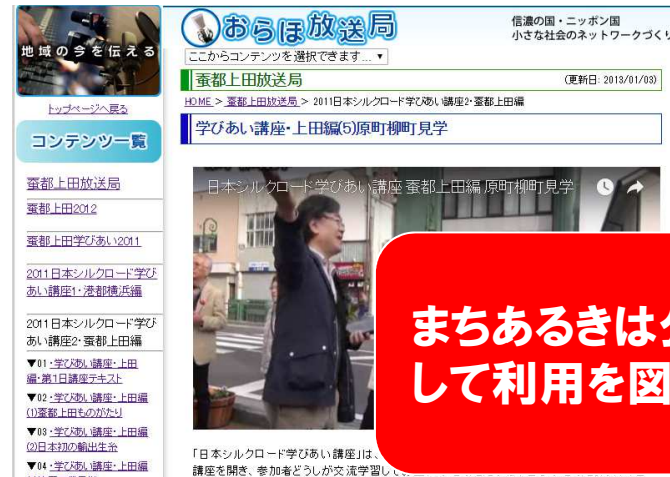 地域の今を伝える
おらほ放送局
信濃の国・ニッポン国
小さな社会のネットワークづくり
ここからコンテンツを選択できます...
蚕都上田放送局
(更新日: 2013/01/03)
トップページへ戻る
HOME > 蚕都上田放送局 > 2011日本シルクロード学びあい講座2・蚕都上田編
学びあい講座・上田編(5)原町柳町見学
コンテンツ一覧
日本シルクロード学びあい講座 蚕都上田編 原町柳町見学
蚕都上田放送局
蚕都上田2012
蚕都上田学びあい2011
2011日本シルクロード学び
あい講座1・港都横浜編
2011日本シルクロード学び
あい講座2・蚕都上田編
▼01・学びあい講座・上田
編・第1日講座テキスト
▼02・学びあい講座・上田編
(1)蚕都上田ものがたり
▼03・学びあい講座・上田編
(2)日本初の輸出生糸
▼04・学びあい講座・上田編
まちあるきは
して利用を図
「日本シルクロード学びあい講座」は、
講座を開き、参加者どうしが交流学習して